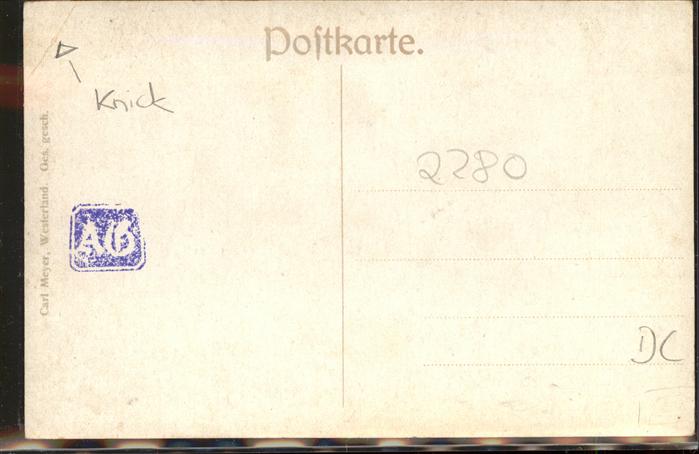 Postkarte.
Knick
2280
Carl Meyer, Westerland. Ges. gesch.
AG
DC